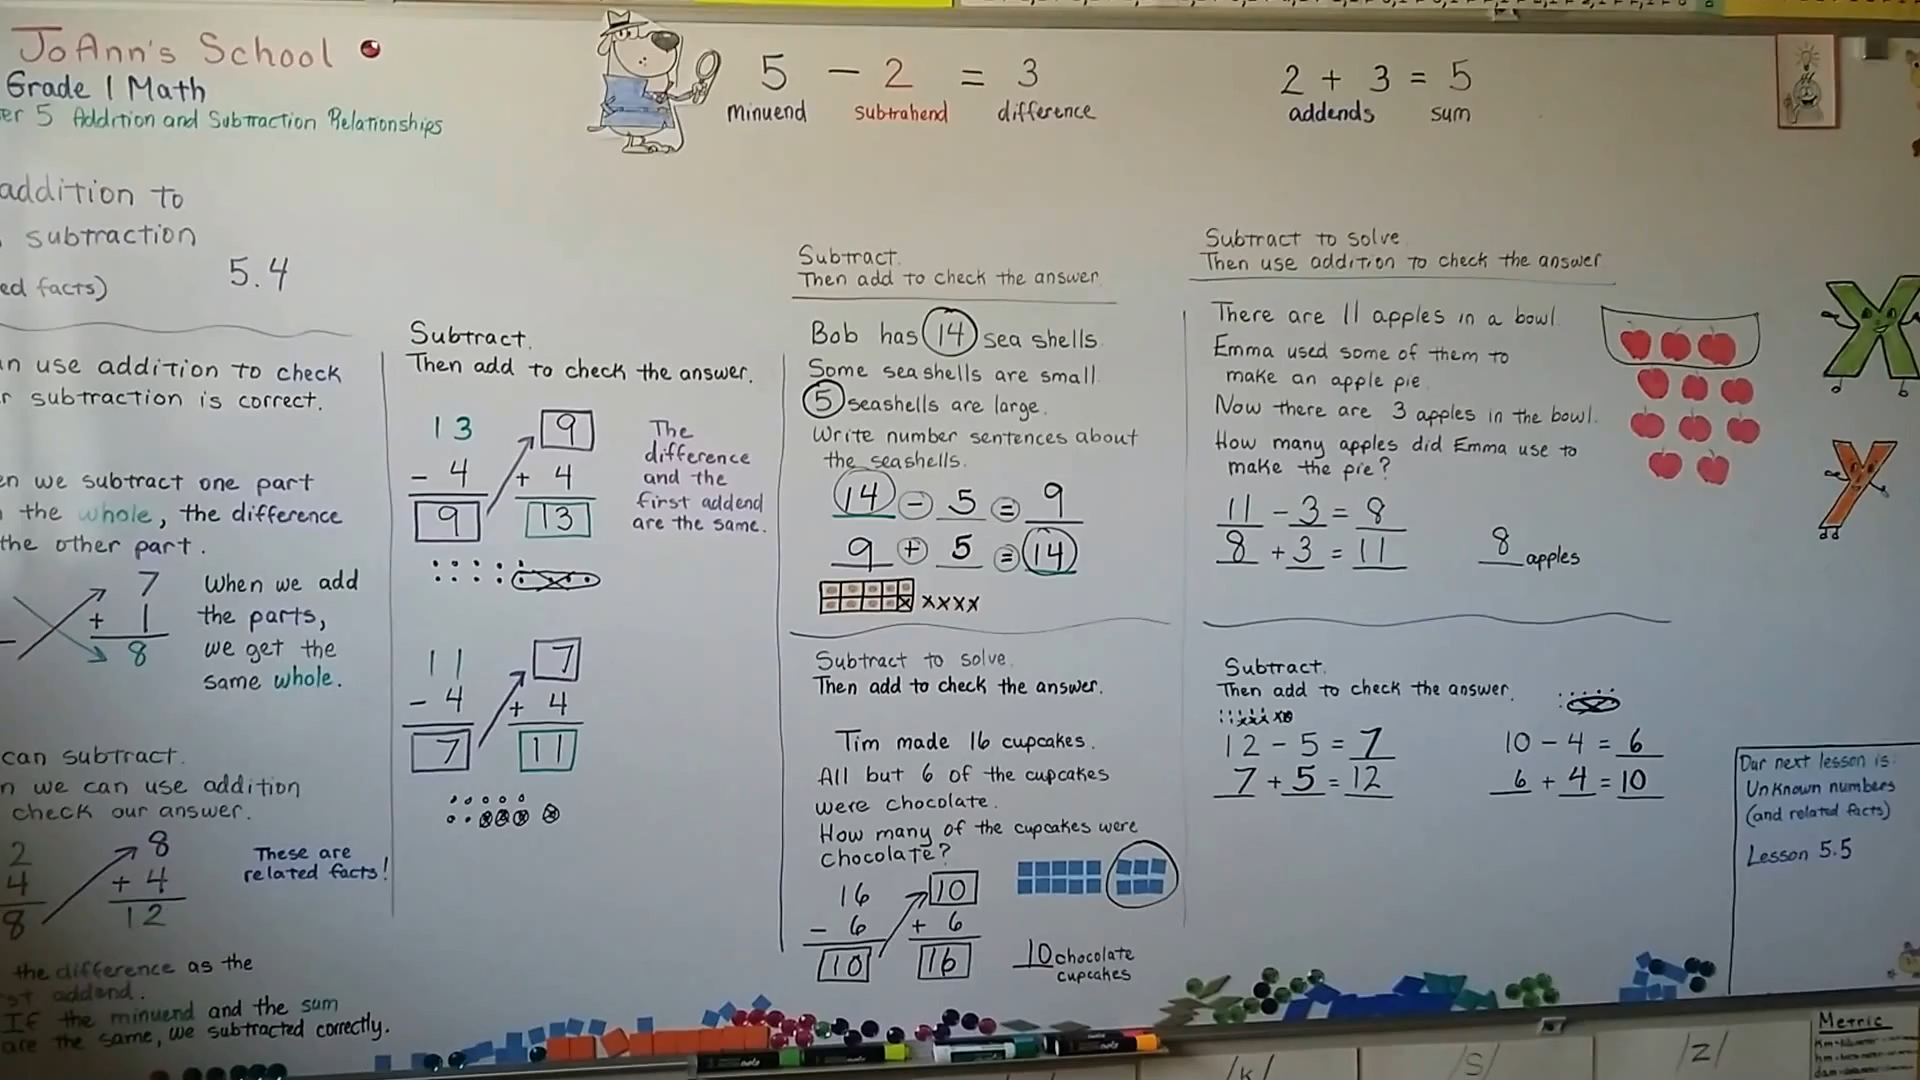 JoAnn's School
Grade 1 Math
er 5 Addition and Subtraction Relationships
5 - 2 = 3
minuend subtrahend difference
2 + 3 = 5
addends sum
addition to
subtraction
ed facts)
5.4
n use addition to check
r subtraction is correct.
en we subtract one part
the whole, the difference
the other part.
7
+ 1
8
When we add
the parts,
we get the
same whole.
can subtract.
n we can use addition
check our answer.
2
4
8
8
+ 4
12
These are
related facts!
the difference as the
st addend.
If the minuend and the sum
are the same, we subtracted correctly.
Subtract.
Then add to check the answer.
13
- 4
9
9
+ 4
13
The
difference
and the
first addend
are the same.
11
- 4
7
7
+ 4
11
Subtract.
Then add to check the answer.
Bob has 14 sea shells.
Some seashells are small.
5 seashells are large.
Write number sentences about
the seashells.
14 - 5 = 9
9 + 5 = 14
xxxx
Subtract to solve.
Then add to check the answer.
Tim made 16 cupcakes.
All but 6 of the cupcakes
were chocolate.
How many of the cupcakes were
chocolate?
16
- 6
10
10
+ 6
16
10 chocolate
cupcakes
Subtract to solve.
Then use addition to check the answer
There are 11 apples in a bowl.
Emma used some of them to
make an apple pie.
Now there are 3 apples in the bowl.
How many apples did Emma use to
make the pie?
11 - 3 = 8
8 + 3 = 11
8 apples
Subtract.
Then add to check the answer.
12 - 5 = 7
7 + 5 = 12
10 - 4 = 6
6 + 4 = 10
Our next lesson is:
Unknown numbers
(and related facts)
Lesson 5.5
X
y
/k/
/S/
/Z/
Metric